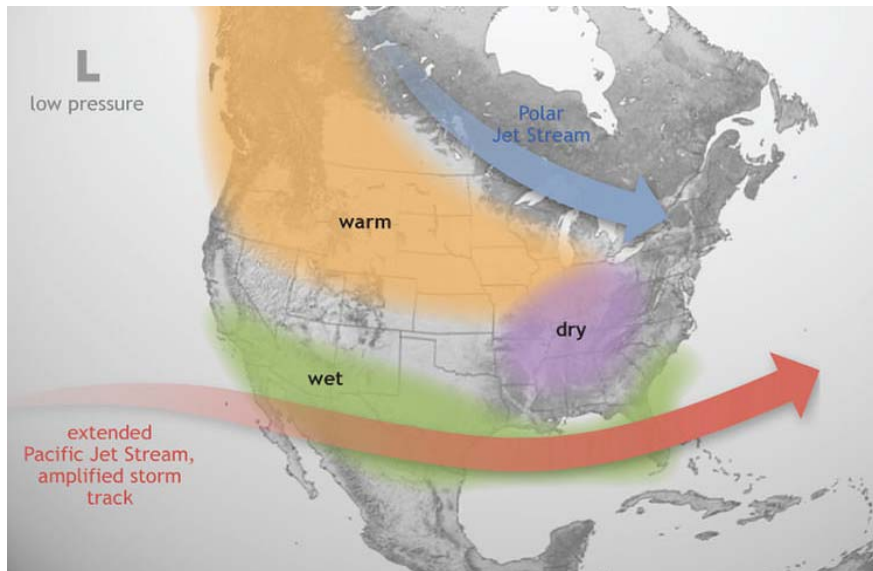 L
low pressure
Polar
Jet Stream
warm
dry
wet
extended
Pacific Jet Stream,
amplified storm
track